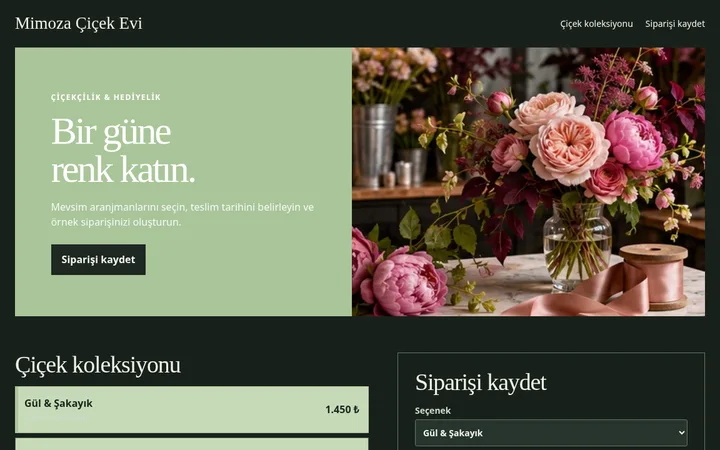 Mimoza Çiçek Evi
Çiçek koleksiyonu
Siparişi kaydet
ÇİÇEKÇİLİK & HEDİYELİK
Bir güne
renk katın.
Mevsim aranjmanlarını seçin, teslim tarihini belirleyin ve
örnek siparişinizi oluşturun.
Siparişi kaydet
Çiçek koleksiyonu
Gül & Şakayık
1.450 ₺
Siparişi kaydet
Seçenek
Gül & Şakayık